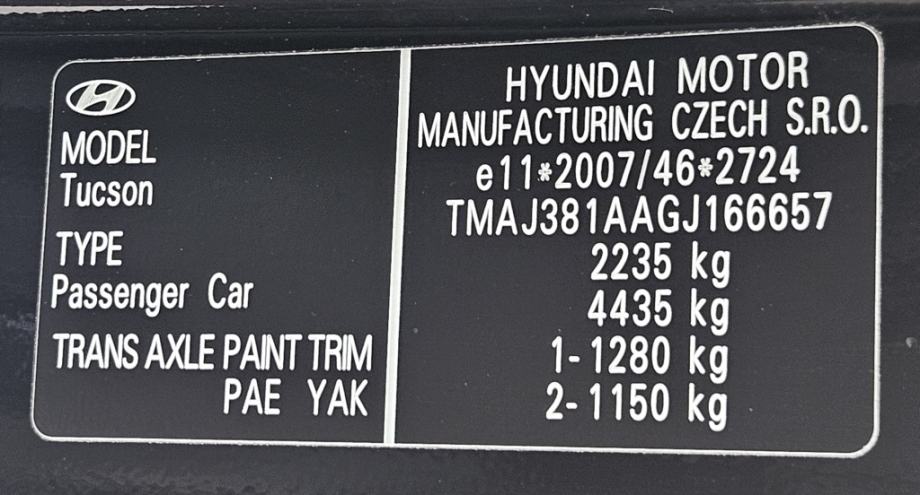 MODEL
Tucson
TYPE
Passenger Car
TRANS AXLE PAINT TRIM
PAE YAK
HYUNDAI MOTOR
MANUFACTURING CZECH S.R.O.
e11*2007/46*2724
TMAJ381AAGJ166657
2235 kg
4435 kg
1-1280 kg
2-1150 kg